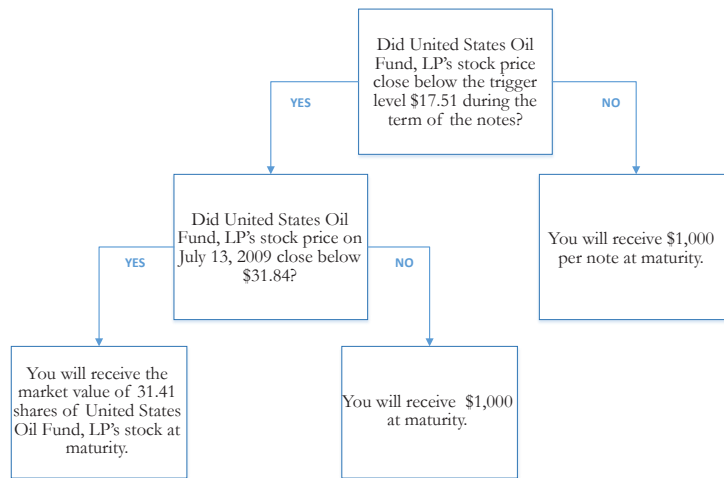 Did United States Oil
Fund, LP's stock price
close below the trigger
level $17.51 during the
term of the notes?
YES
NO
Did United States Oil
Fund, LP's stock price on
July 13, 2009 close below
$31.84?
You will receive $1,000
per note at maturity.
YES
NO
You will receive the
market value of 31.41
shares of United States
Oil Fund, LP's stock at
maturity.
You will receive  $1,000
at maturity.